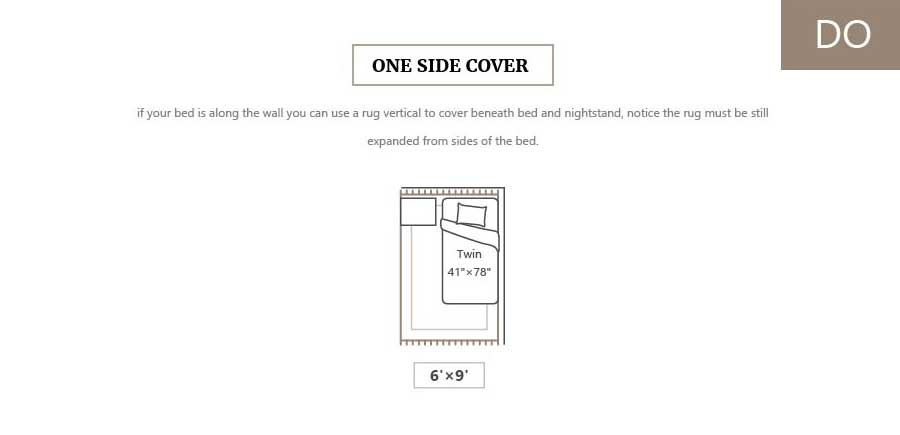 DO
ONE SIDE COVER
if your bed is along the wall you can use a rug vertical to cover beneath bed and nightstand, notice the rug must be still
expanded from sides of the bed.
Twin
41"×78"
6'×9'